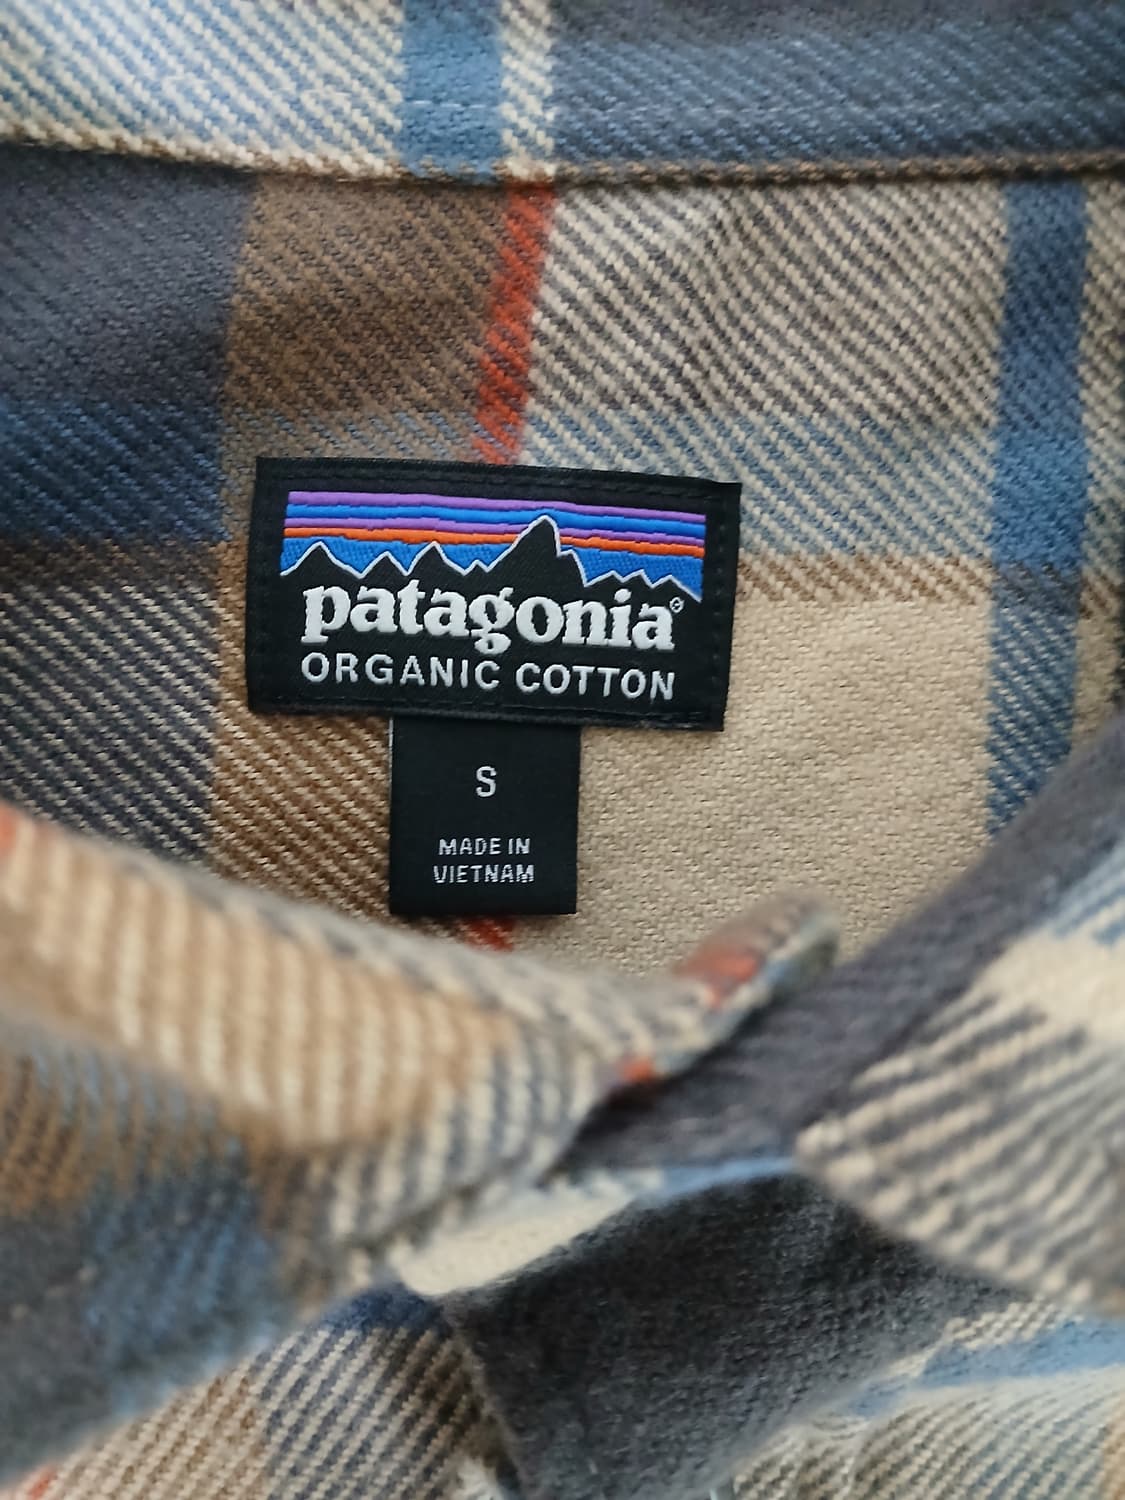 patagonia®
ORGANIC COTTON
S
MADE IN
VIETNAM